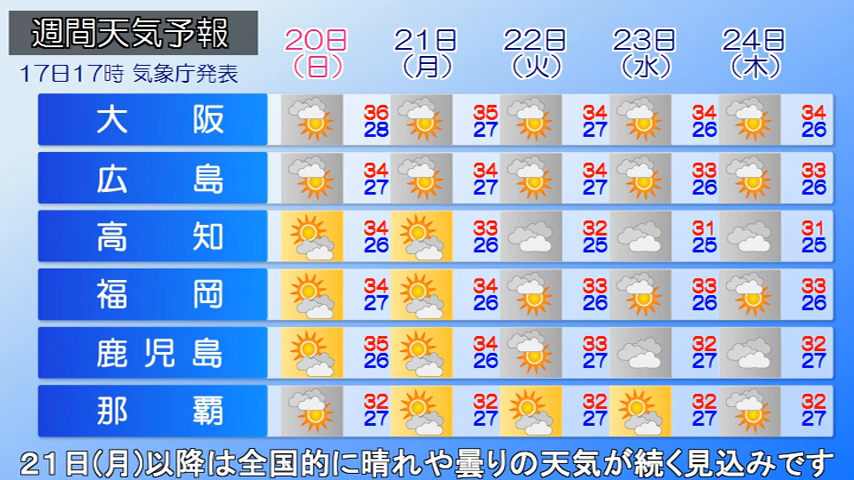 週間天気予報
17日17時 気象庁発表
20日 21日 22日 23日 24日
(日) (月) (火) (水) (木)
大阪 36 28 35 27 34 27 34 26 34 26
広島 34 27 34 27 34 27 33 26 33 26
高知 34 26 33 26 32 25 31 25 31 25
福岡 34 27 34 26 33 26 33 26 33 26
鹿児島 35 26 34 26 33 27 32 27 32 27
那覇 32 27 32 27 32 27 32 27 32 27
21日(月)以降は全国的に晴れや曇りの天気が続く見込みです